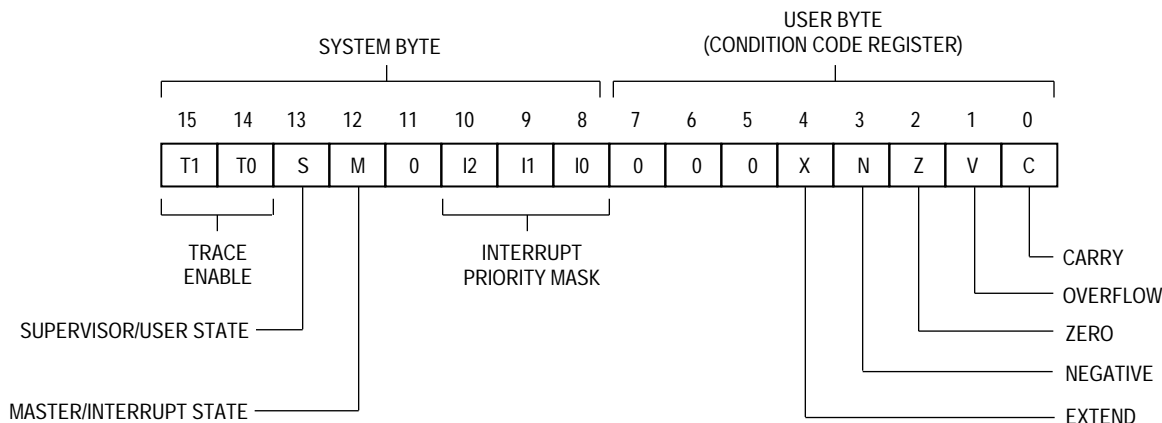 USER BYTE
SYSTEM BYTE
(CONDITION CODE REGISTER)
15 14 13 12 11 10 9 8 7 6 5 4 3 2 1 0
T1 T0 S M 0 I2 I1 I0 0 0 0 X N Z V C
TRACE
ENABLE
INTERRUPT
PRIORITY MASK
CARRY
OVERFLOW
SUPERVISOR/USER STATE
ZERO
NEGATIVE
MASTER/INTERRUPT STATE
EXTEND